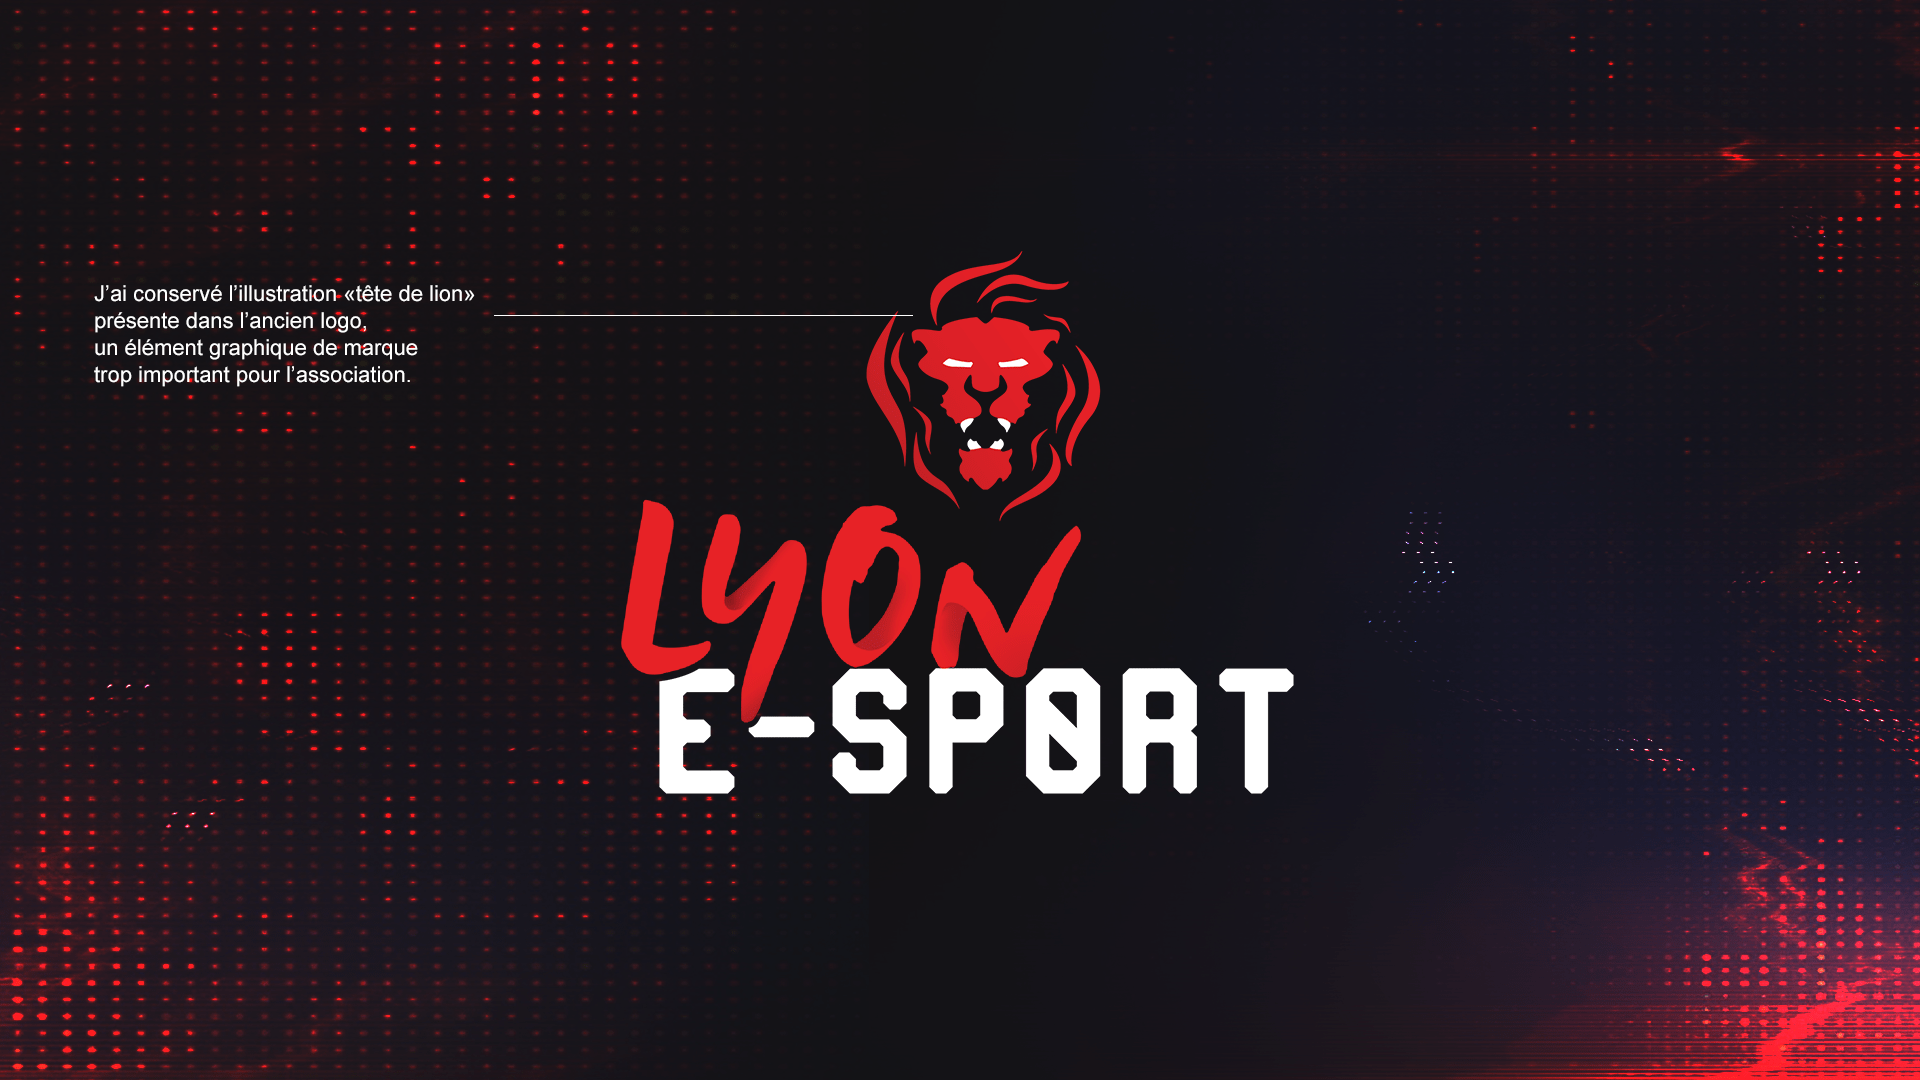 J’ai conservé l’illustration «tête de lion»
présente dans l’ancien logo,
un élément graphique de marque
trop important pour l’association.
LYON
E-SPORT